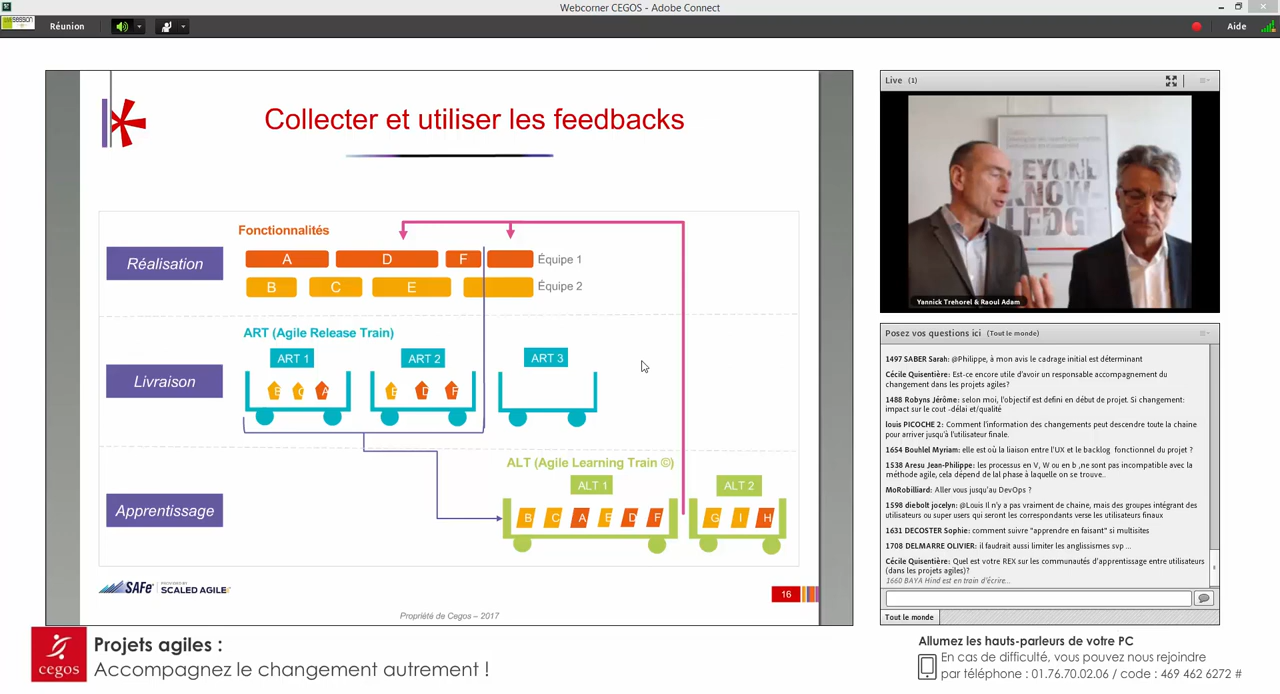 Webcorner CEGOS - Adobe Connect
Réunion
Aide
Collecter et utiliser les feedbacks
Fonctionnalités
Réalisation
A
D
F
Équipe 1
B
C
E
Équipe 2
ART (Agile Release Train)
ART 1
ART 2
ART 3
Livraison
B C A
E D F
ALT (Agile Learning Train ©)
ALT 1
ALT 2
Apprentissage
B C A E D F
G I H
SAFe® PROVIDED BY SCALED AGILE
16
Propriété de Cegos – 2017
cegos
Projets agiles :
Accompagnez le changement autrement !
Live (1)
BEYOND
KNOW-
LEDGE
Yannick Trehorel & Raoul Adam
Posez vos questions ici (Tout le monde)
1497 SABER Sarah: @Philippe, à mon avis le cadrage initial est déterminant
Cécile Quisentière: Est-ce encore utile d'avoir un responsable accompagnement du
changement dans les projets agiles?
1488 Robyns Jérôme: selon moi, l'objectif est defini en début de projet. Si changement:
impact sur le cout -délai et/qualité
louis PICOCHE 2: Comment l'information des changements peut descendre toute la chaine
pour arriver jusqu'à l'utilisateur finale.
1654 Bouhlel Myriam: elle est où la liaison entre l'UX et le backlog fonctionnel du projet ?
1538 Aresu Jean-Philippe: les processus en V, W ou en b ,ne sont pas incompatible avec la
méthode agile, cela dépend de lal phase à laquelle on se trouve..
MoRobilliard: Aller vous jusqu'au DevOps ?
1598 diebolt jocelyn: @Louis Il n'y a pas vraiment de chaine, mais des groupes intégrant des
utilisateurs ou super users qui seront les correspondants verse les utilisateurs finaux
1631 DECOSTER Sophie: comment suivre "apprendre en faisant" si multisites
1708 DELMARRE OLIVIER: il faudrait aussi limiter les anglissismes svp ...
Cécile Quisentière: Quel est votre REX sur les communautés d'apprentissage entre utilisateurs
(dans les projets agiles)?
1660 BAYA Hind est en train d'écrire...
Tout le monde
Allumez les hauts-parleurs de votre PC
En cas de difficulté, vous pouvez nous rejoindre
par téléphone : 01.76.70.02.06 / code : 469 462 6272 #